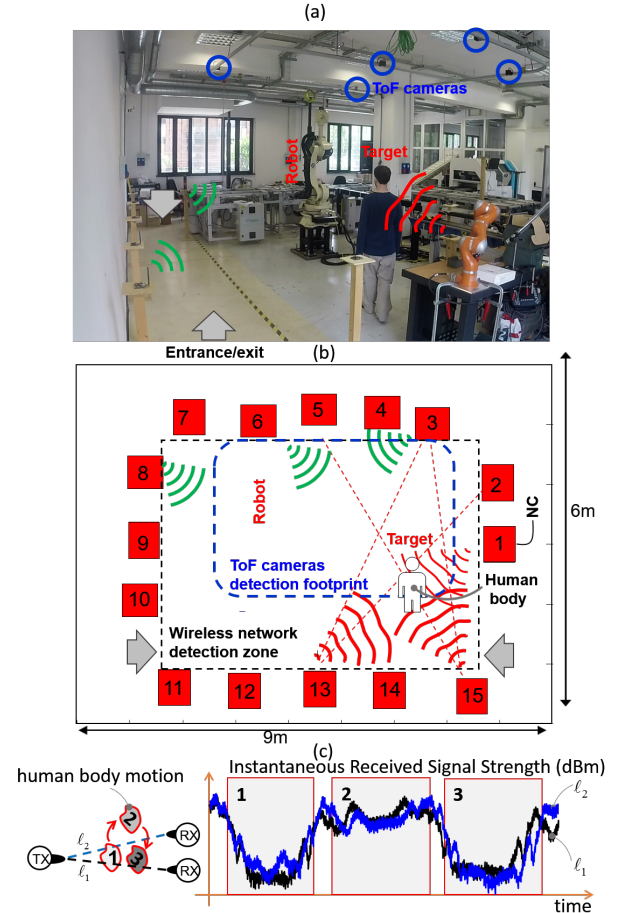 (a)
ToF cameras
Robot
Target
Entrance/exit
(b)
7
6
5
4
3
8
2
9
1
NC
10
Robot
Target
6m
ToF cameras
detection footprint
Human
body
Wireless network
detection zone
11
12
13
14
15
9m
(c)
human body motion
Instantaneous Received Signal Strength (dBm)
TX
ℓ2
ℓ1
1
2
3
RX
RX
1
2
3
ℓ2
ℓ1
time